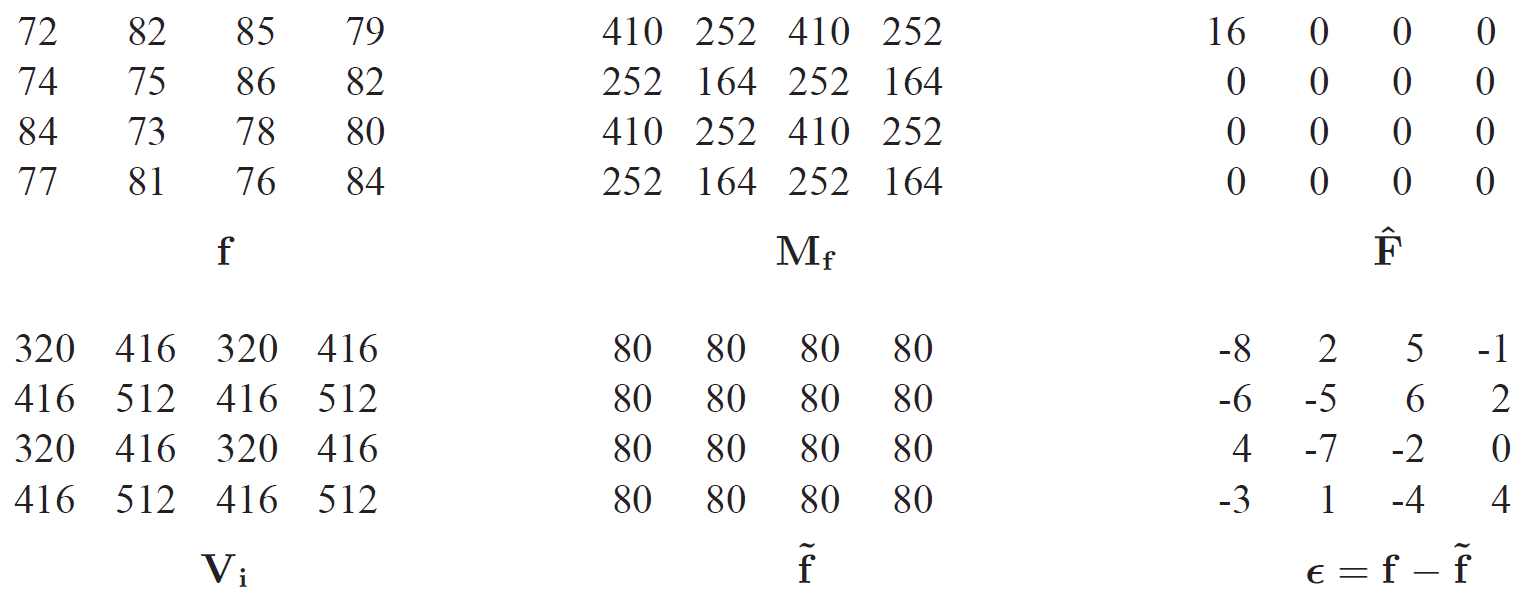 72 82 85 79 410 252 410 252 16 0 0 0
74 75 86 82 252 164 252 164 0 0 0 0
84 73 78 80 410 252 410 252 0 0 0 0
77 81 76 84 252 164 252 164 0 0 0 0
f M_f F̂
320 416 320 416 80 80 80 80 -8 2 5 -1
416 512 416 512 80 80 80 80 -6 -5 6 2
320 416 320 416 80 80 80 80 4 -7 -2 0
416 512 416 512 80 80 80 80 -3 1 -4 4
V_i f̃ ϵ = f − f̃